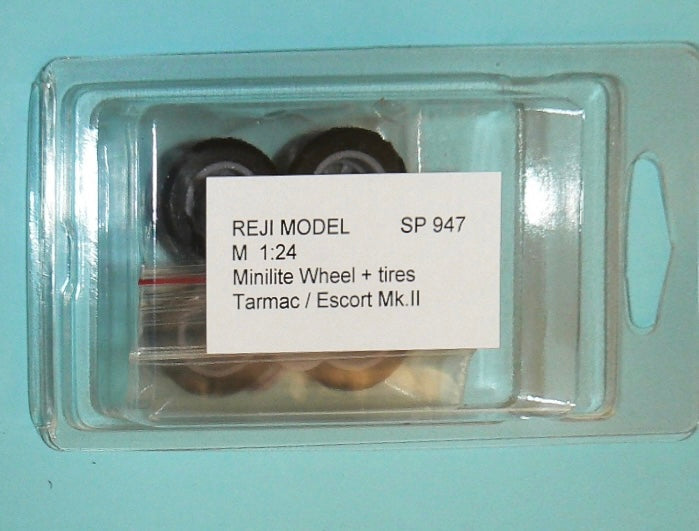 REJI MODEL SP 947
M 1:24
Minilite Wheel + tires
Tarmac / Escort Mk.II